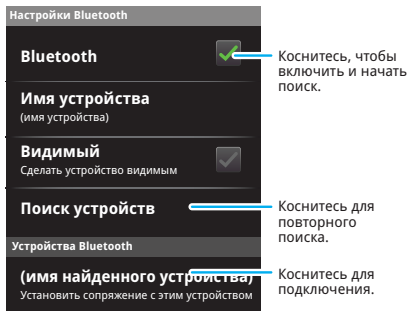 Настройки Bluetooth
Bluetooth
Коснитесь, чтобы
включить и начать
поиск.
Имя устройства
(имя устройства)
Видимый
Сделать устройство видимым
Поиск устройств
Коснитесь для
повторного
поиска.
Устройства Bluetooth
(имя найденного устройства)
Установить сопряжение с этим устройством
Коснитесь для
подключения.